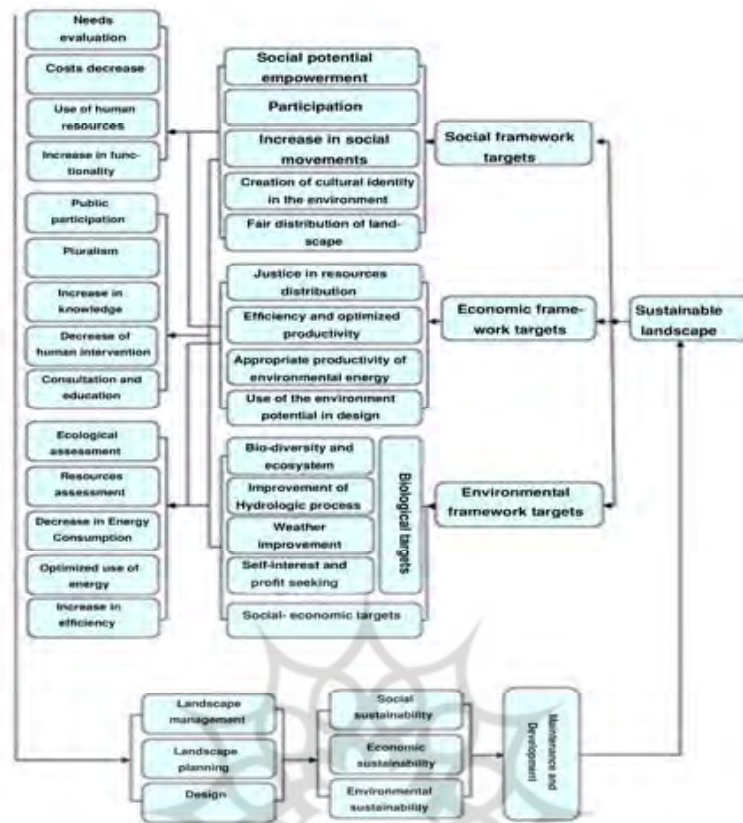 Needs
evaluation
Costs decrease
Use of human
resources
Increase in func-
tionality
Public
participation
Pluralism
Increase in
knowledge
Decrease of
human intervention
Consultation and
education
Ecological
assessment
Resources
assessment
Decrease in Energy
Consumption
Optimized use of
energy
Increase in
efficiency
Social potential
empowerment
Participation
Increase in social
movements
Creation of cultural identity
in the environment
Fair distribution of land-
scape
Justice in resources
distribution
Efficiency and optimized
productivity
Appropriate productivity of
environmental energy
Use of the environment
potential in design
Bio-diversity and
ecosystem
Improvement of
Hydrologic process
Weather
improvement
Self-interest and
profit seeking
Biological targets
Social- economic targets
Social framework
targets
Economic frame-
work targets
Environmental
framework targets
Sustainable
landscape
Landscape
management
Landscape
planning
Design
Social
sustainability
Economic
sustainability
Environmental
sustainability
Maintenance and
Development